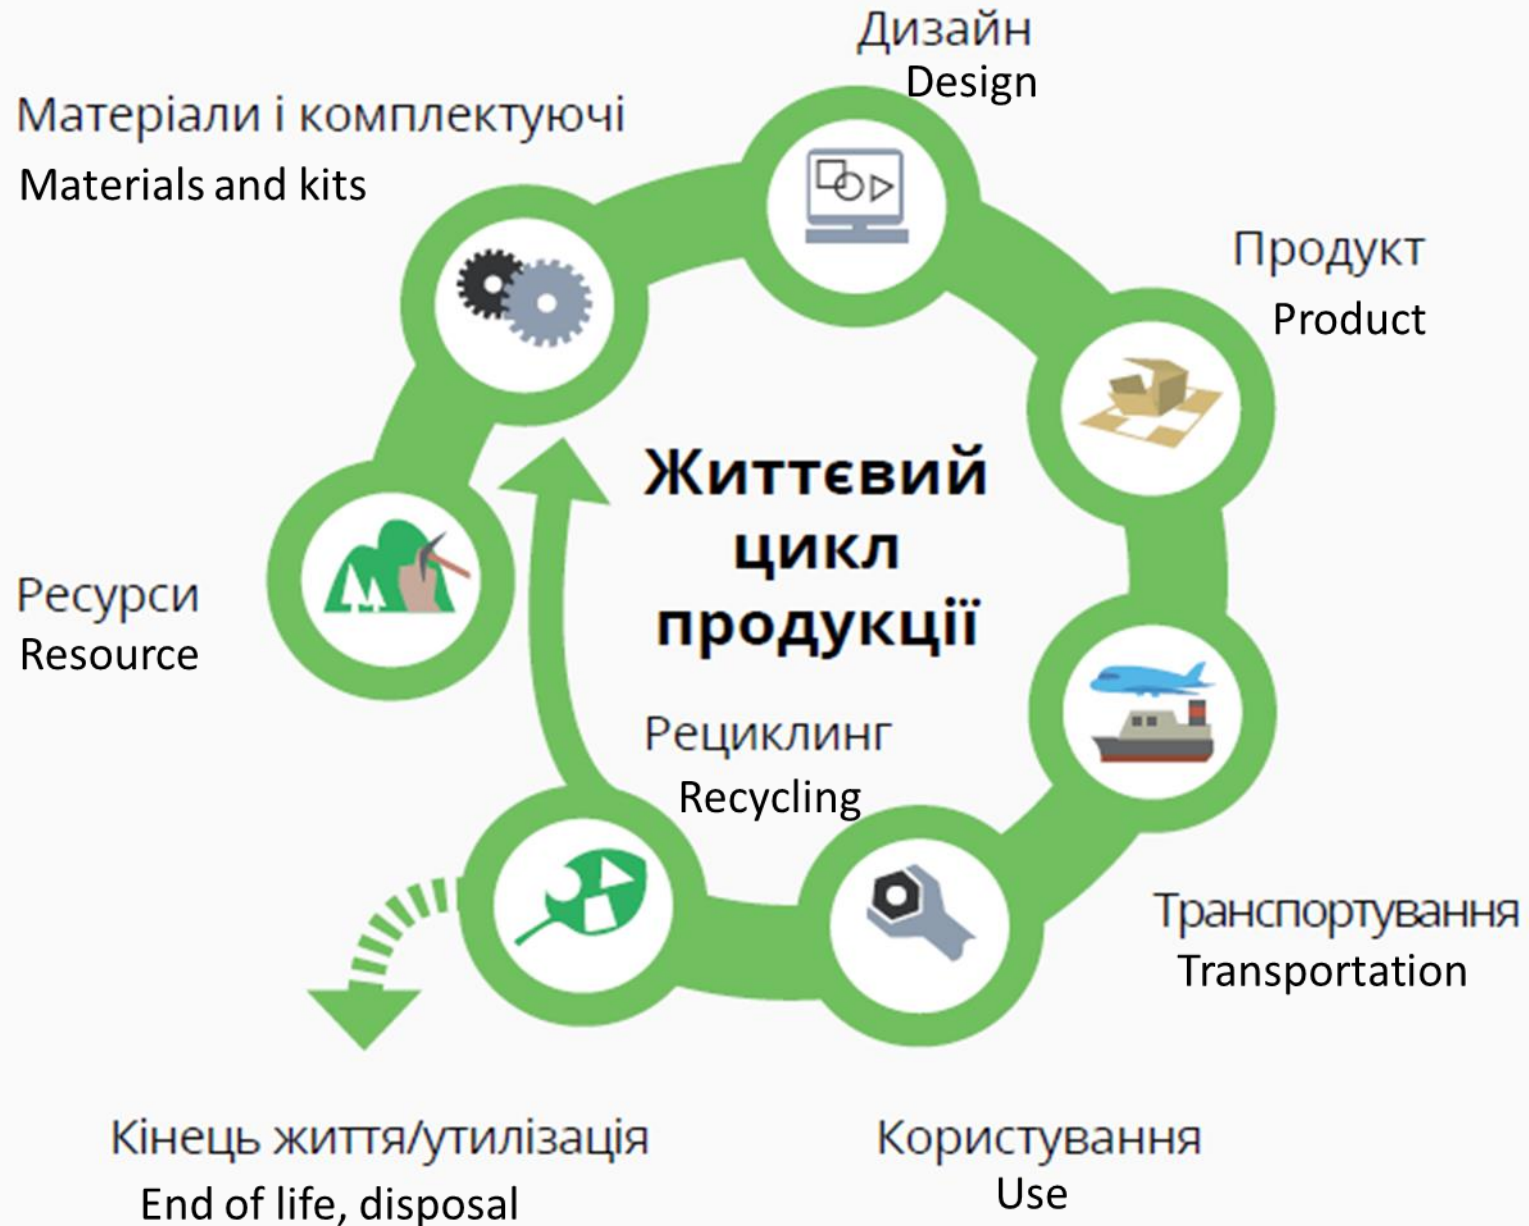 Дизайн
Design
Матеріали і комплектуючі
Materials and kits
Продукт
Product
Життєвий
цикл
продукції
Ресурси
Resource
Рециклинг
Recycling
Транспортування
Transportation
Кінець життя/утилізація
End of life, disposal
Користування
Use